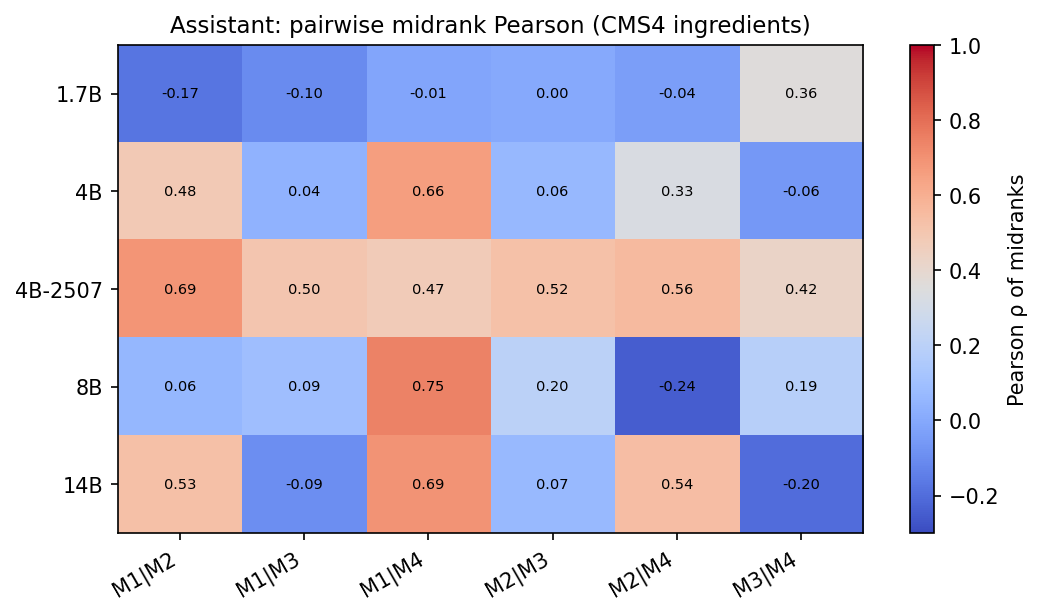 Assistant: pairwise midrank Pearson (CMS4 ingredients)
1.7B -0.17 -0.10 -0.01 0.00 -0.04 0.36
4B 0.48 0.04 0.66 0.06 0.33 -0.06
4B-2507 0.69 0.50 0.47 0.52 0.56 0.42
8B 0.06 0.09 0.75 0.20 -0.24 0.19
14B 0.53 -0.09 0.69 0.07 0.54 -0.20
M1|M2 M1|M3 M1|M4 M2|M3 M2|M4 M3|M4
1.0
0.8
0.6
0.4
0.2
0.0
−0.2
Pearson ρ of midranks